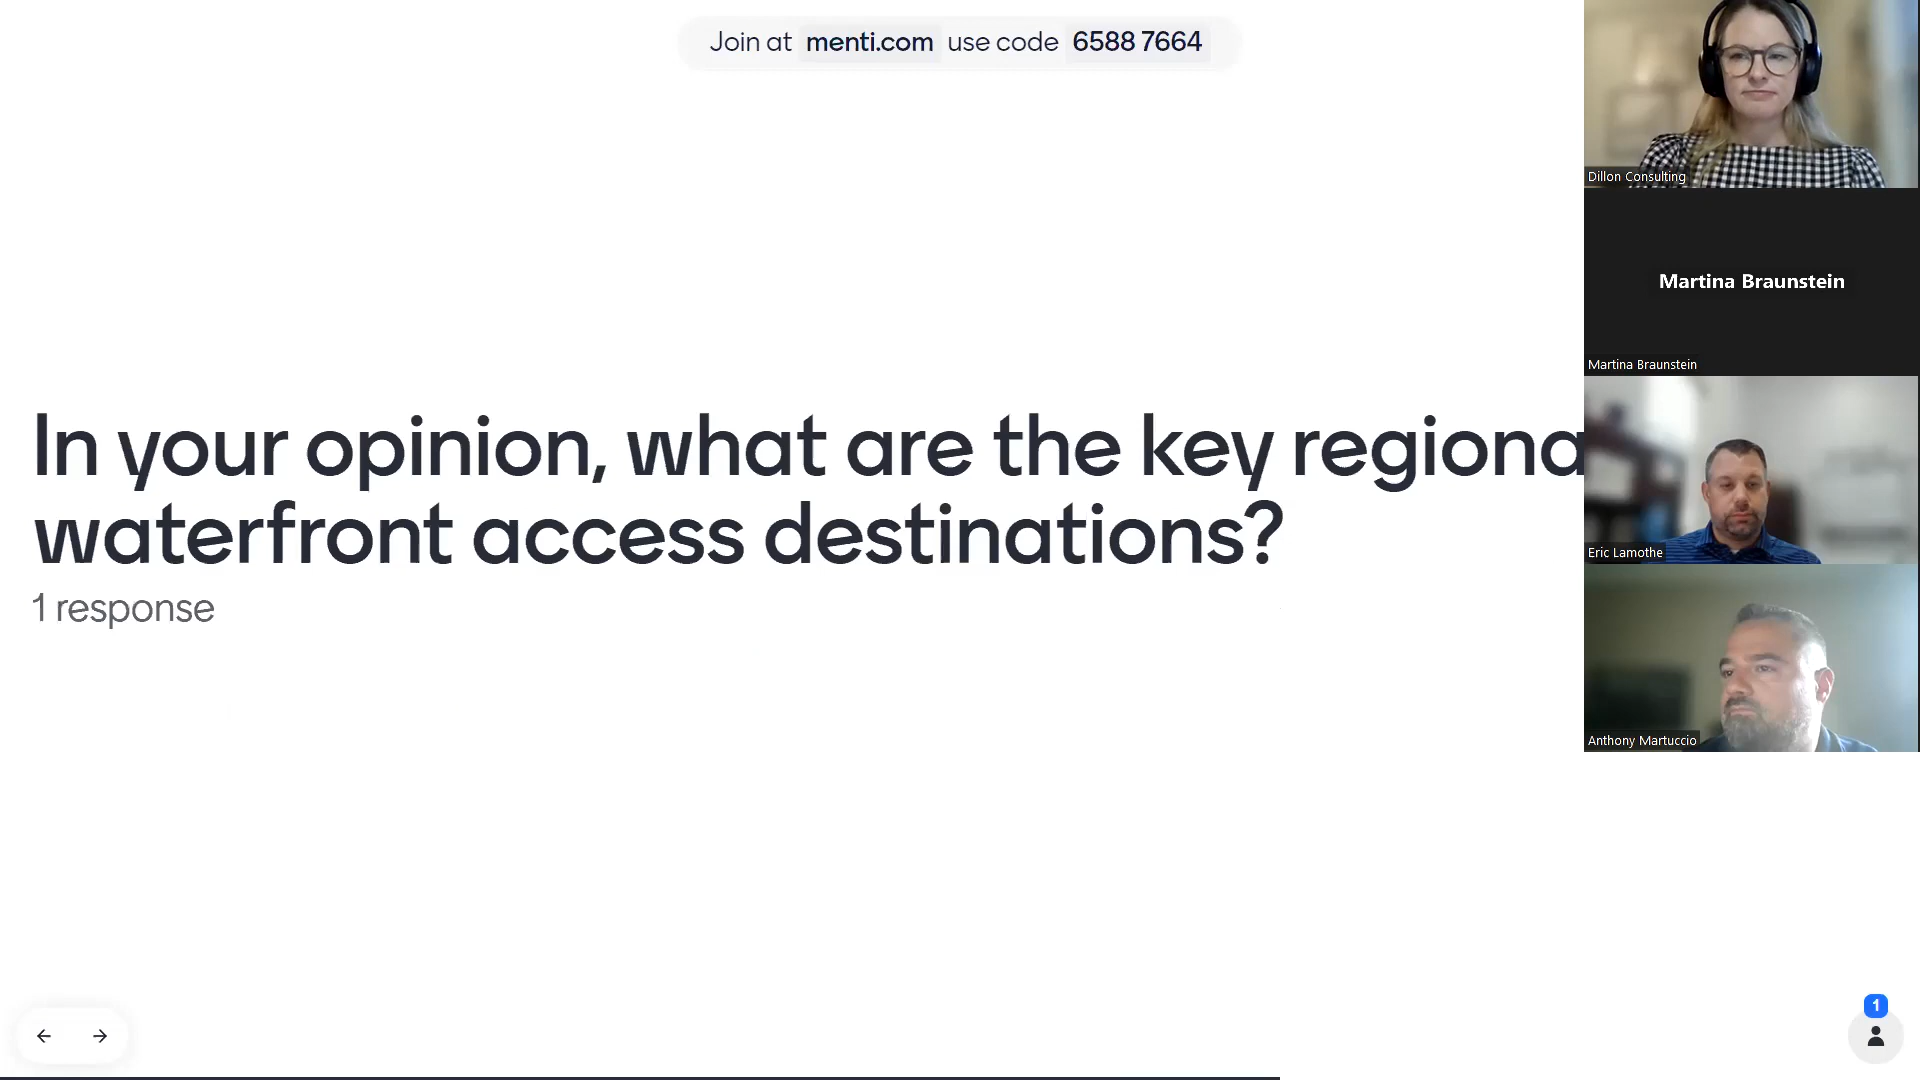 Join at menti.com use code 6588 7664
In your opinion, what are the key regiona
waterfront access destinations?
1 response
Dillon Consulting
Martina Braunstein
Martina Braunstein
Eric Lamothe
Anthony Martuccio
1